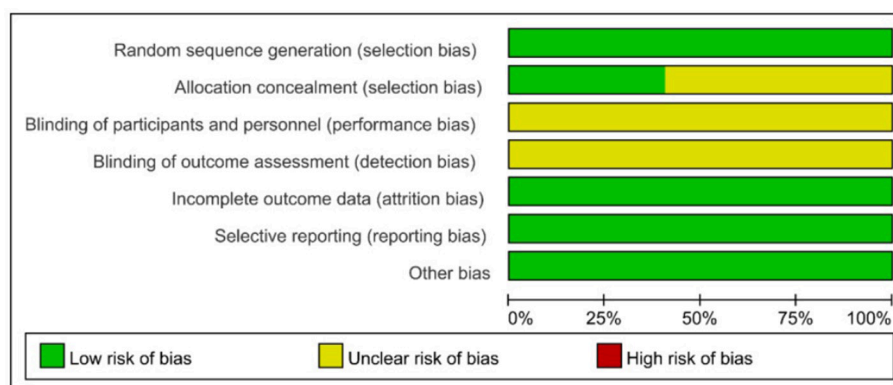 Random sequence generation (selection bias)
Allocation concealment (selection bias)
Blinding of participants and personnel (performance bias)
Blinding of outcome assessment (detection bias)
Incomplete outcome data (attrition bias)
Selective reporting (reporting bias)
Other bias
0% 25% 50% 75% 100%
Low risk of bias Unclear risk of bias High risk of bias